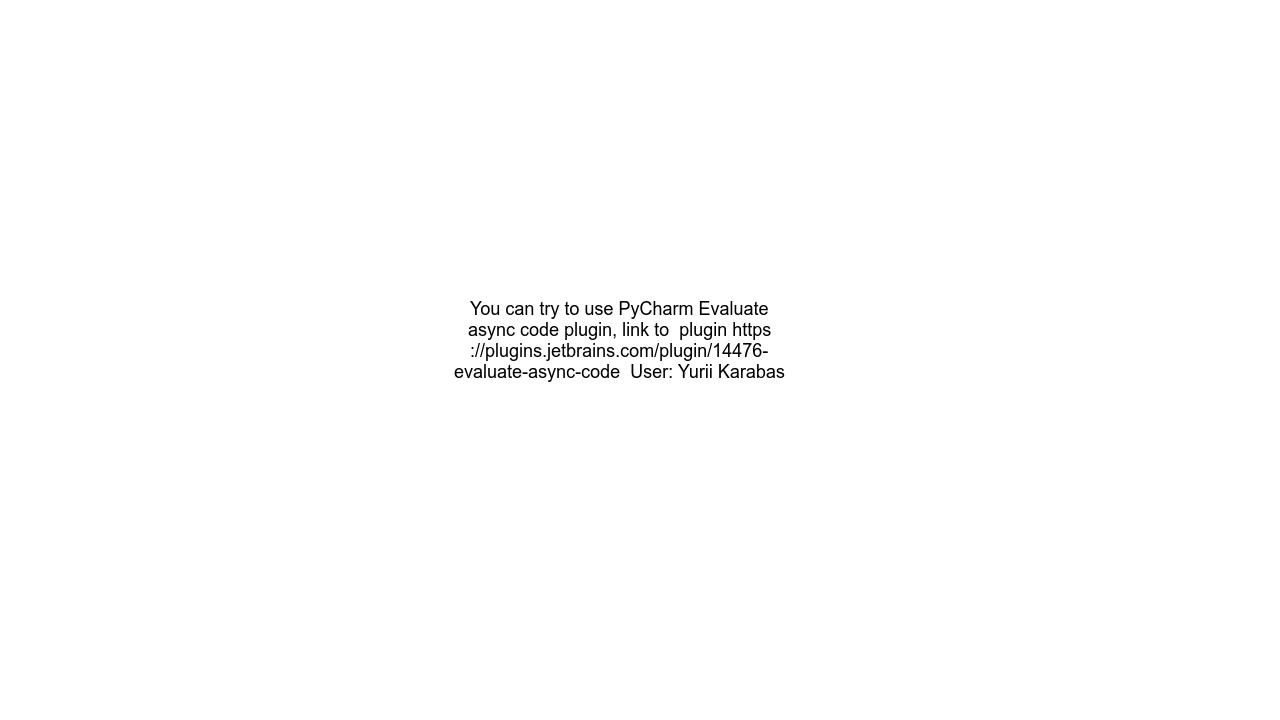 You can try to use PyCharm Evaluate
async code plugin, link to  plugin https
://plugins.jetbrains.com/plugin/14476-
evaluate-async-code  User: Yurii Karabas